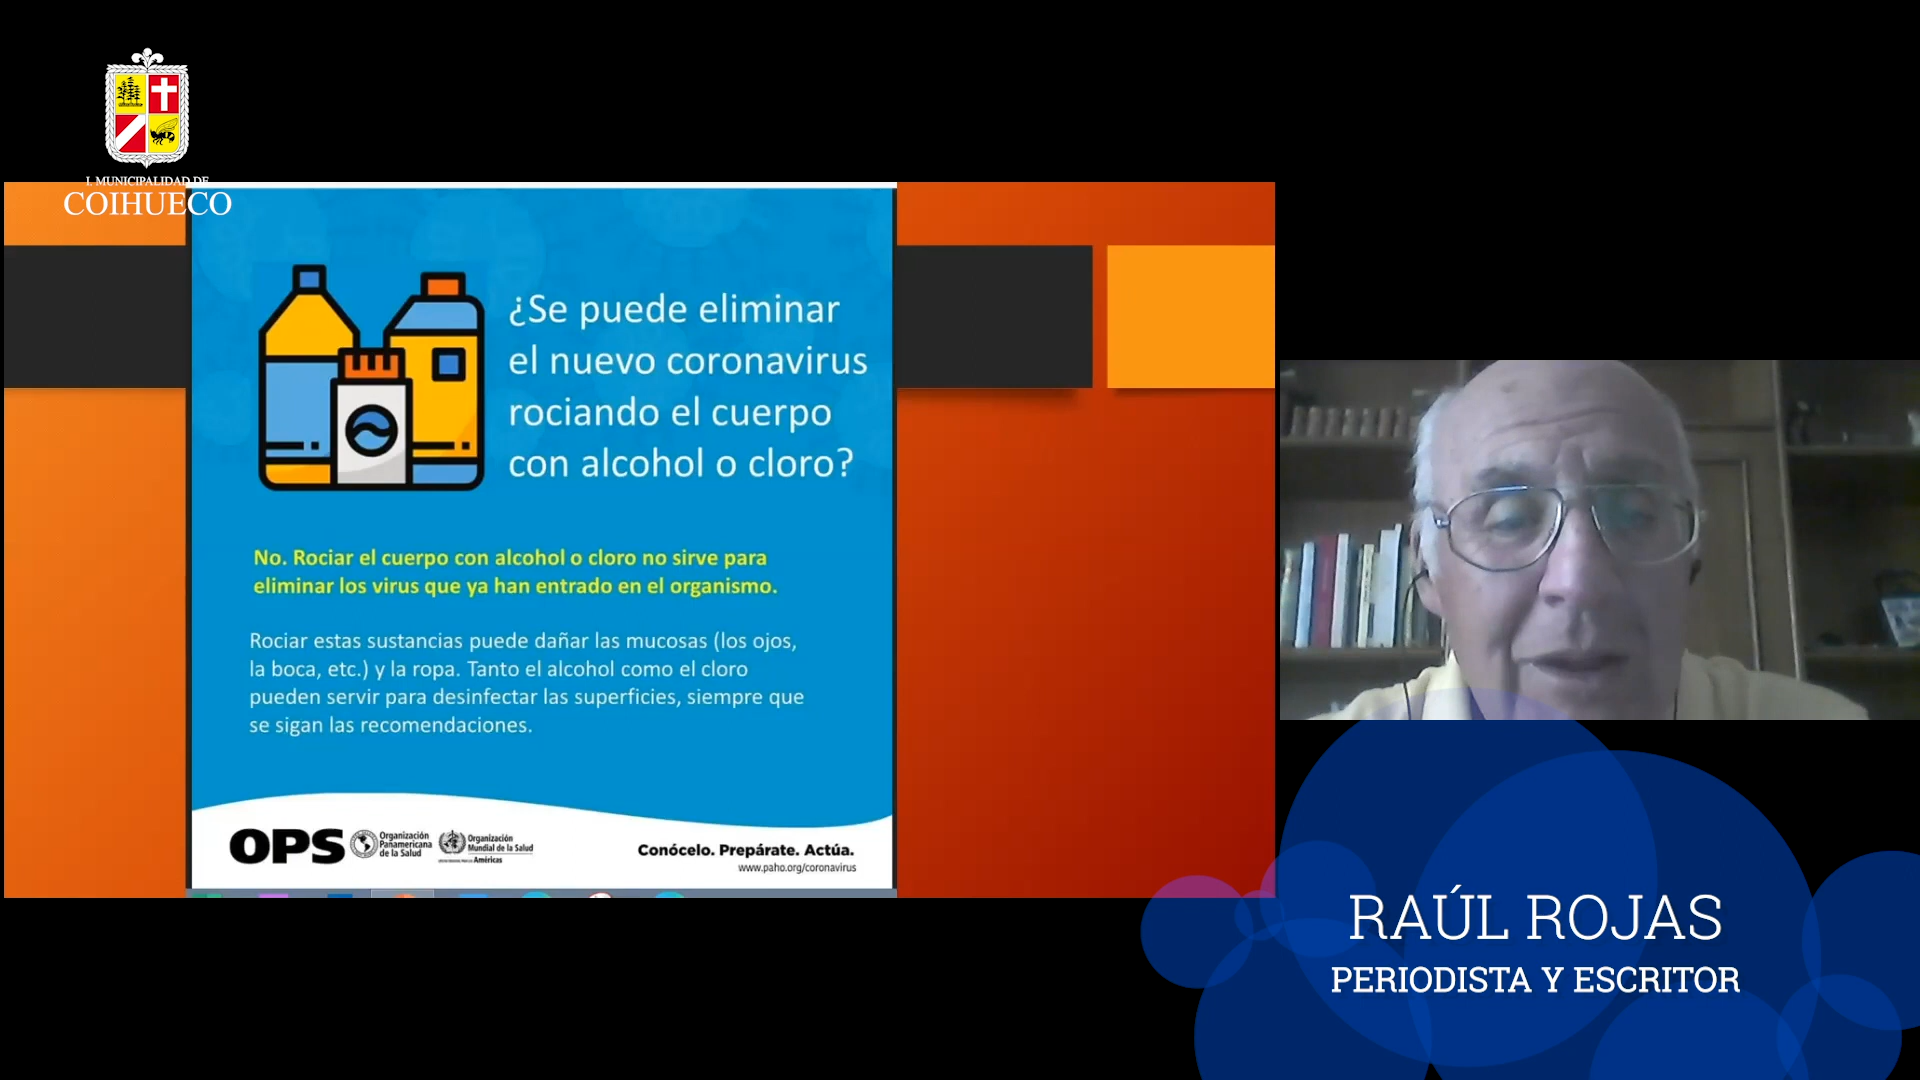 I. MUNICIPALIDAD DE
COIHUECO
¿Se puede eliminar
el nuevo coronavirus
rociando el cuerpo
con alcohol o cloro?
No. Rociar el cuerpo con alcohol o cloro no sirve para
eliminar los virus que ya han entrado en el organismo.
Rociar estas sustancias puede dañar las mucosas (los ojos,
la boca, etc.) y la ropa. Tanto el alcohol como el cloro
pueden servir para desinfectar las superficies, siempre que
se sigan las recomendaciones.
OPS
Organización
Panamericana
de la Salud
Organización
Mundial de la Salud
Américas
Conócelo. Prepárate. Actúa.
www.paho.org/coronavirus
RAÚL ROJAS
PERIODISTA Y ESCRITOR